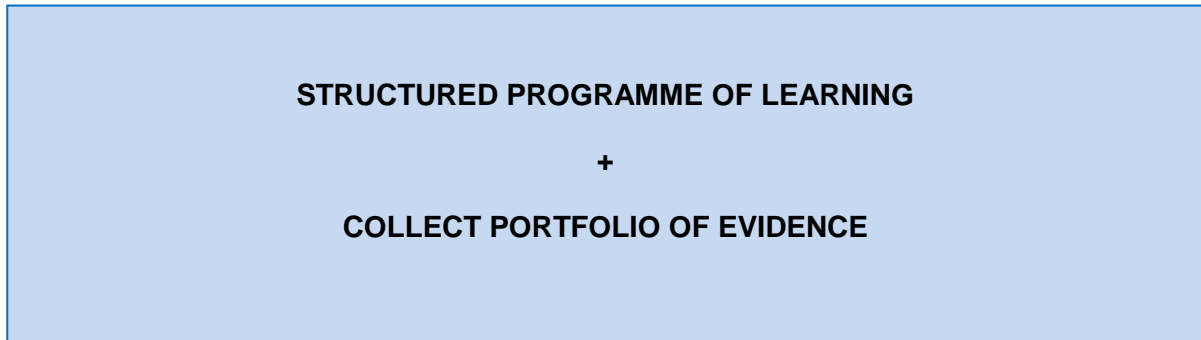 STRUCTURED PROGRAMME OF LEARNING
+
COLLECT PORTFOLIO OF EVIDENCE